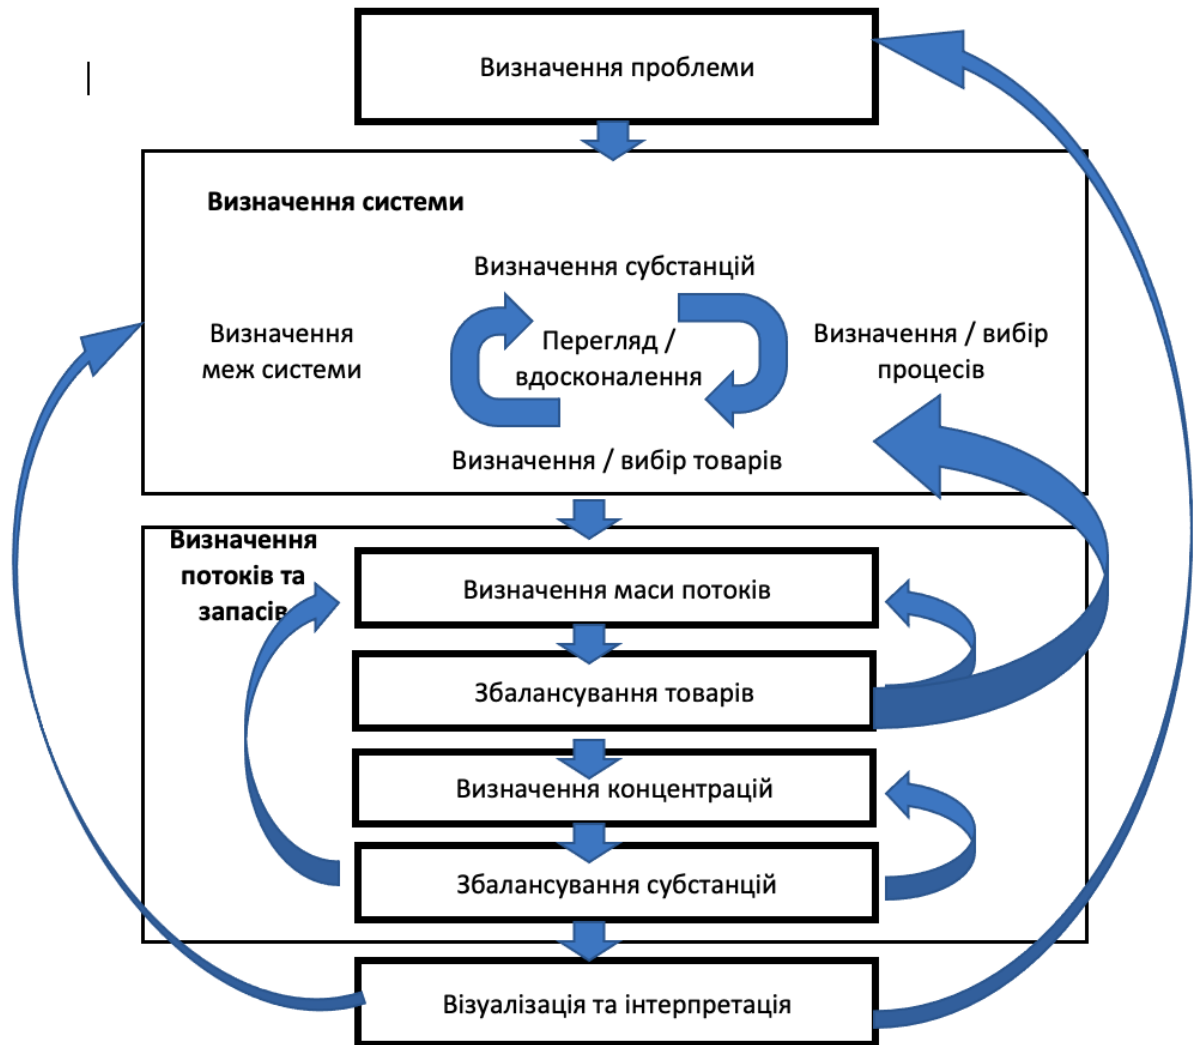 Визначення проблеми
Визначення системи
Визначення субстанцій
Визначення
меж системи
Перегляд /
вдосконалення
Визначення / вибір
процесів
Визначення / вибір товарів
Визначення
потоків та
запасів
Визначення маси потоків
Збалансування товарів
Визначення концентрацій
Збалансування субстанцій
Візуалізація та інтерпретація